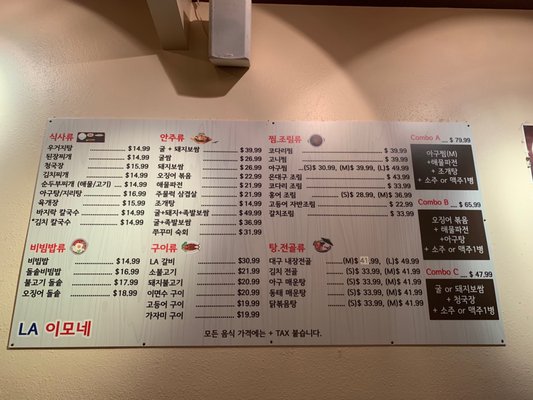 식사류
우거지탕 $14.99
된장찌개 $14.99
청국장 $15.99
김치찌개 $14.99
순두부찌개 (해물/고기) $14.99
아구탕/지리탕 $16.99
육개장 $15.99
바지락 칼국수 $14.99
*김치 칼국수 $14.99
비빔밥류
비빔밥 $14.99
돌솥비빔밥 $16.99
불고기 돌솥 $17.99
오징어 돌솥 $18.99
LA 이모네
안주류
굴 + 돼지보쌈 $39.99
굴쌈 $26.99
돼지보쌈 $26.99
오징어 볶음 $22.99
해물파전 $21.99
주물럭 삼겹살 $21.99
조개탕 $14.99
굴+돼지+족발보쌈 $49.99
굴+족발보쌈 $36.99
쭈꾸미 숙회 $31.99
구이류
LA 갈비 $30.99
소불고기 $21.99
돼지불고기 $20.99
이면수 구이 $20.99
고등어 구이 $19.99
가자미 구이 $19.99
찜.조림류
코다리찜 $39.99
고니찜 $39.99
아구찜 (S)$ 30.99, (M)$ 39.99, (L)$ 49.99
은대구 조림 $43.99
코다리 조림 $33.99
홍어 조림 (S)$ 28.99, (M)$ 36.99
고등어 자반조림 $22.99
갈치조림 $33.99
탕.전골류
대구 내장전골 (M)$ 41.99, (L)$ 49.99
김치 전골 (S)$ 33.99, (M)$ 41.99
아구 매운탕 (S)$ 33.99, (M)$ 41.99
동태 매운탕 (S)$ 33.99, (M)$ 41.99
닭볶음탕 (S)$ 33.99, (M)$ 41.99
모든 음식 가격에는 + TAX 붙습니다.
Combo A $ 79.99
아구찜(M)
+해물파전
+ 조개탕
+ 소주 or 맥주1병
Combo B $ 65.99
오징어 볶음
+ 해물파전
+아구탕
+ 소주 or 맥주1병
Combo C $ 47.99
굴 or 돼지보쌈
+ 청국장
+ 소주 or 맥주1병